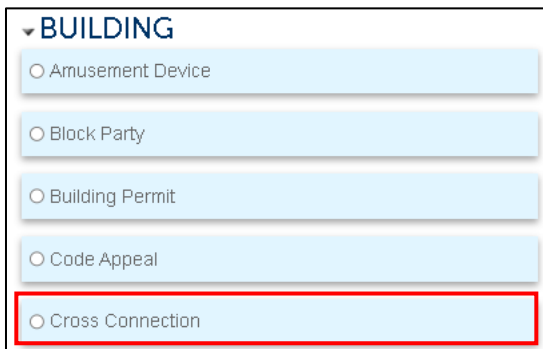 BUILDING
Amusement Device
Block Party
Building Permit
Code Appeal
Cross Connection